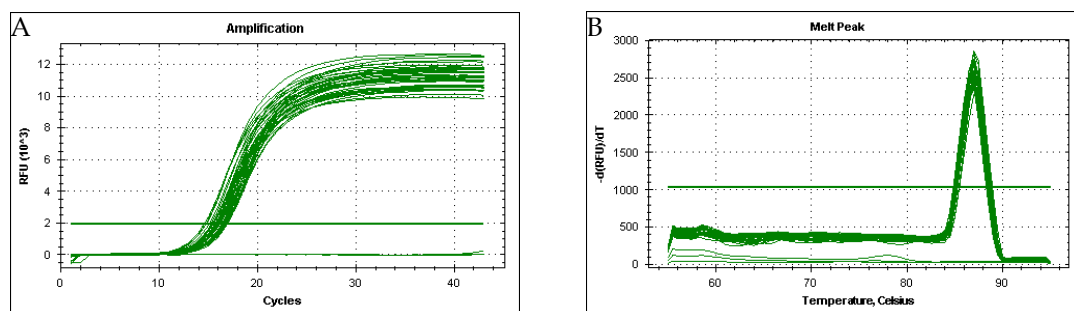 A
Amplification
RFU (10^3)
12
10
8
6
4
2
0
0
10
20
30
40
Cycles
B
Melt Peak
-d(RFU)/dT
3000
2500
2000
1500
1000
500
0
60
70
80
90
Temperature, Celsius